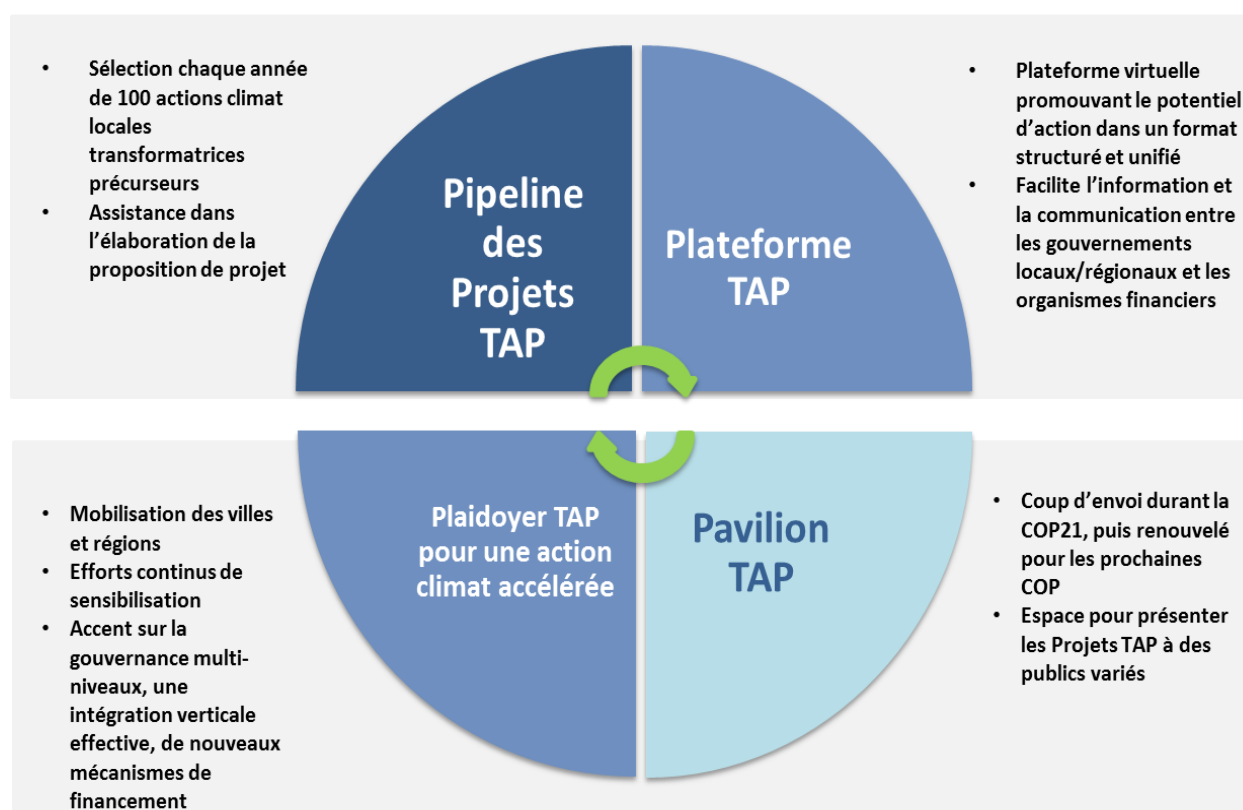 • Sélection chaque année
de 100 actions climat
locales
transformatrices
précurseurs
• Assistance dans
l'élaboration de la
proposition de projet
Pipeline
des
Projets
TAP
Plateforme
TAP
• Plateforme virtuelle
promouvant le potentiel
d'action dans un format
structuré et unifié
• Facilite l'information et
la communication entre
les gouvernements
locaux/régionaux et les
organismes financiers
• Mobilisation des villes
et régions
• Efforts continus de
sensibilisation
• Accent sur la
gouvernance multi-
niveaux, une
intégration verticale
effective, de nouveaux
mécanismes de
financement
Plaidoyer TAP
pour une action
climat accélérée
Pavilion
TAP
• Coup d'envoi durant la
COP21, puis renouvelé
pour les prochaines
COP
• Espace pour présenter
les Projets TAP à des
publics variés